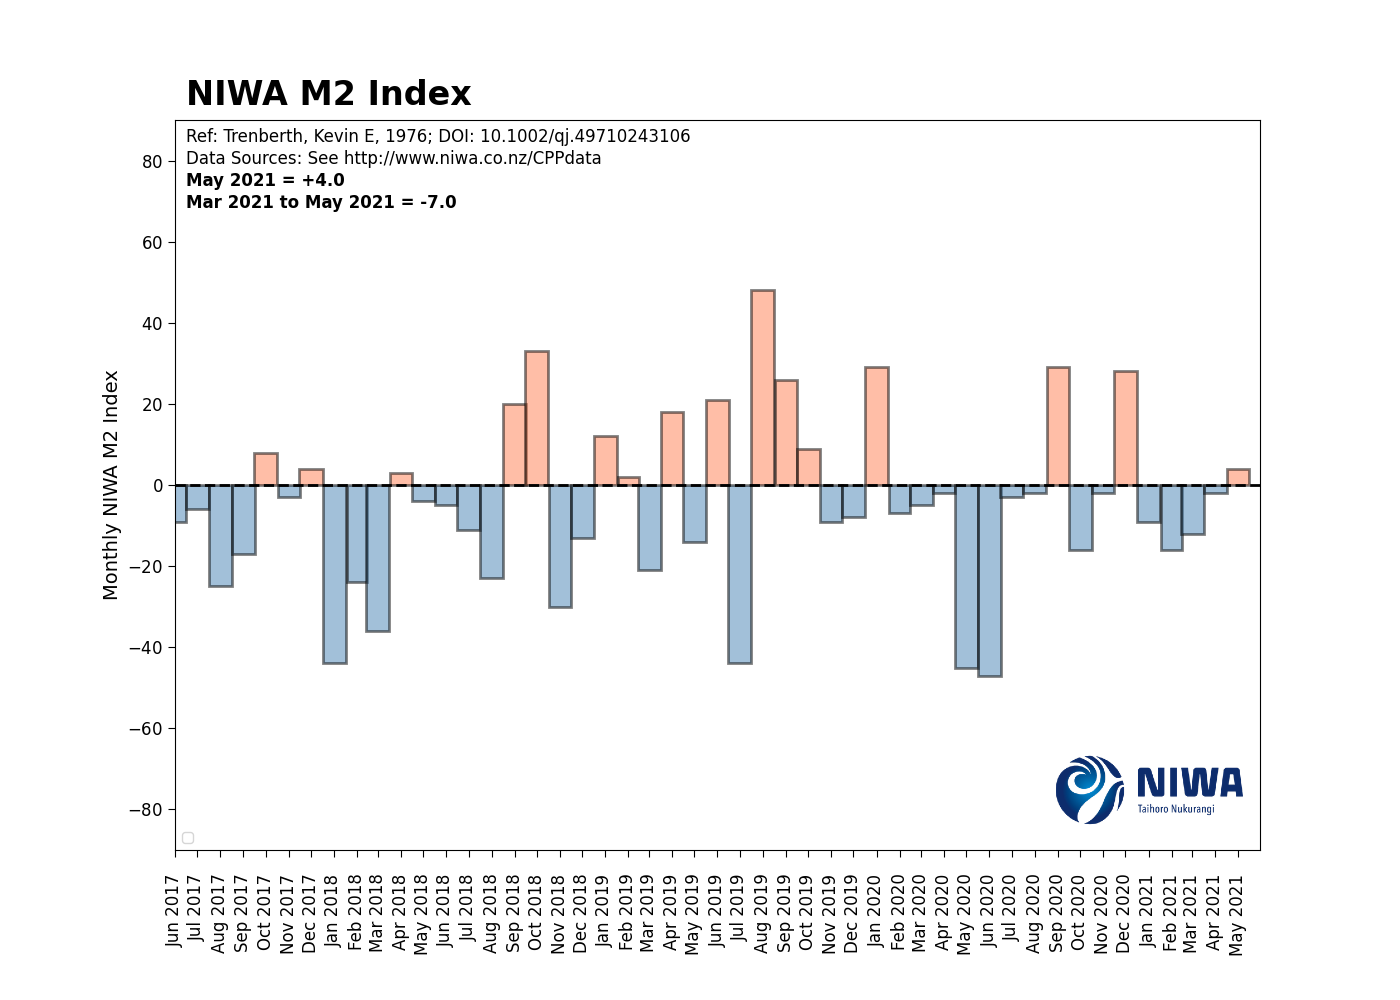 NIWA M2 Index
Ref: Trenberth, Kevin E, 1976; DOI: 10.1002/qj.49710243106
Data Sources: See http://www.niwa.co.nz/CPPdata
May 2021 = +4.0
Mar 2021 to May 2021 = -7.0
Monthly NIWA M2 Index
80
60
40
20
0
−20
−40
−60
−80
NIWA
Taihoro Nukurangi
Jun 2017
Jul 2017
Aug 2017
Sep 2017
Oct 2017
Nov 2017
Dec 2017
Jan 2018
Feb 2018
Mar 2018
Apr 2018
May 2018
Jun 2018
Jul 2018
Aug 2018
Sep 2018
Oct 2018
Nov 2018
Dec 2018
Jan 2019
Feb 2019
Mar 2019
Apr 2019
May 2019
Jun 2019
Jul 2019
Aug 2019
Sep 2019
Oct 2019
Nov 2019
Dec 2019
Jan 2020
Feb 2020
Mar 2020
Apr 2020
May 2020
Jun 2020
Jul 2020
Aug 2020
Sep 2020
Oct 2020
Nov 2020
Dec 2020
Jan 2021
Feb 2021
Mar 2021
Apr 2021
May 2021